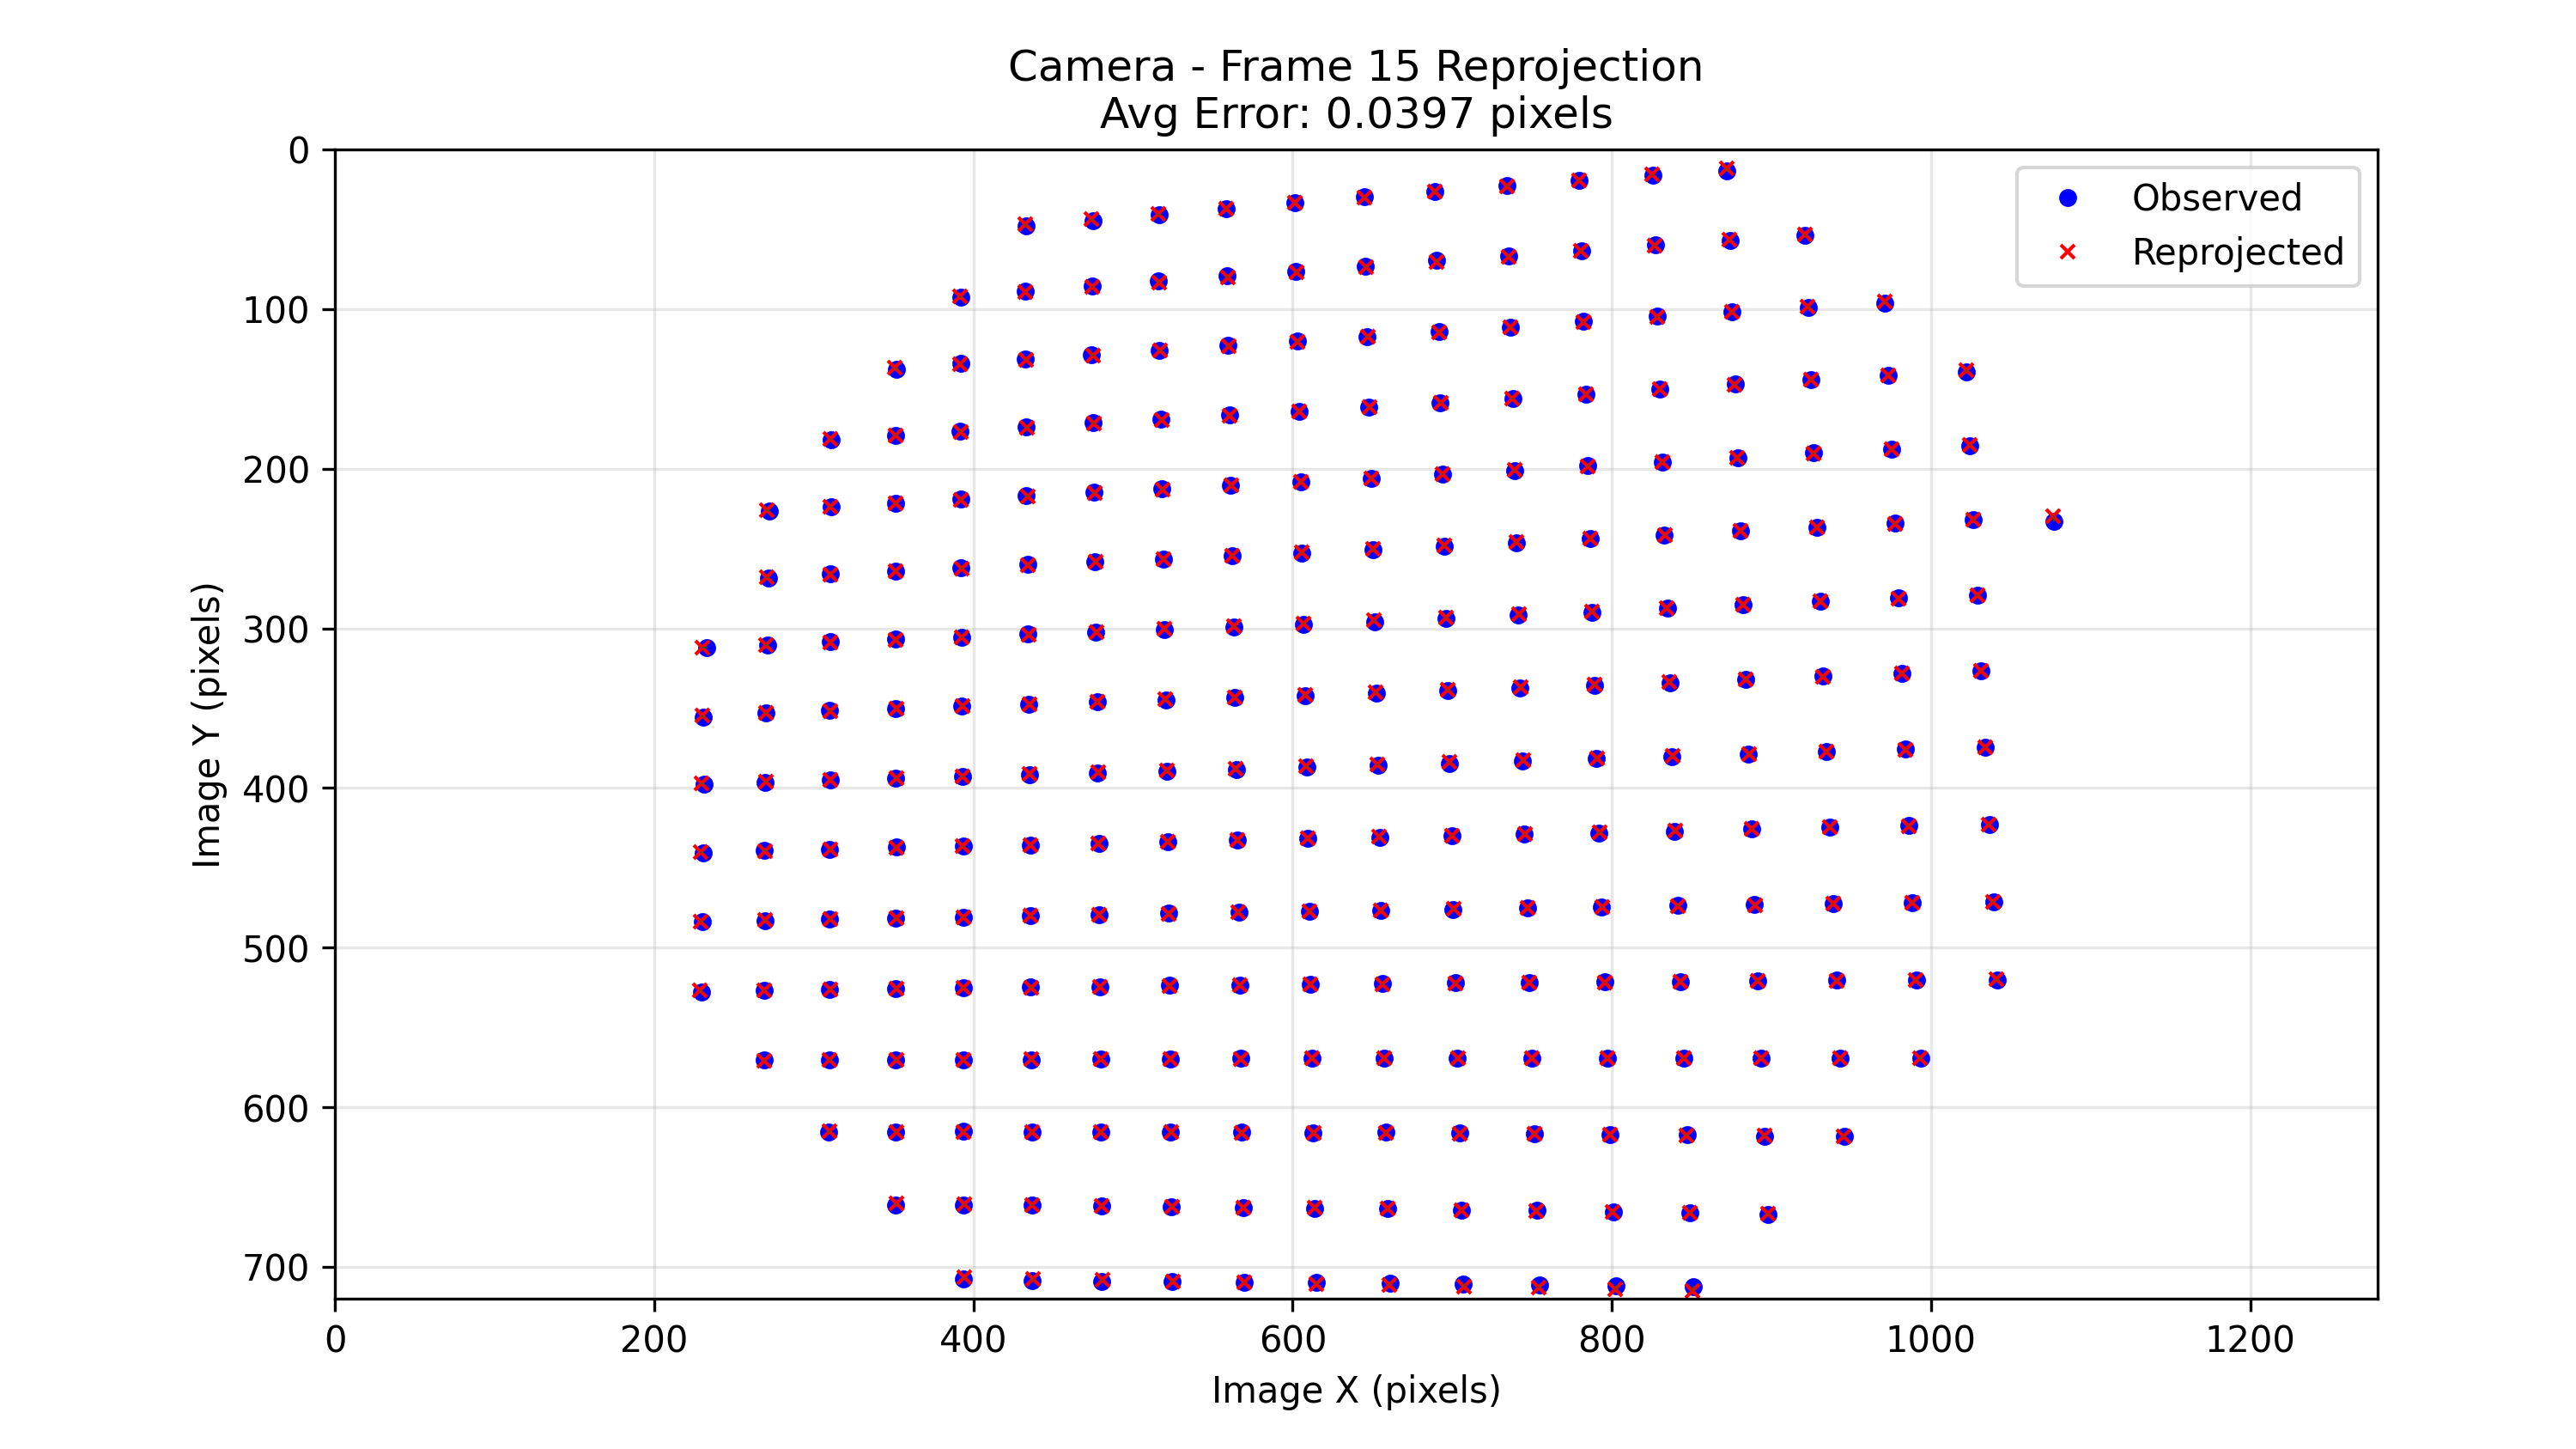 Camera - Frame 15 Reprojection
Avg Error: 0.0397 pixels
Observed
Reprojected
Image Y (pixels)
0
100
200
300
400
500
600
700
0 200 400 600 800 1000 1200
Image X (pixels)